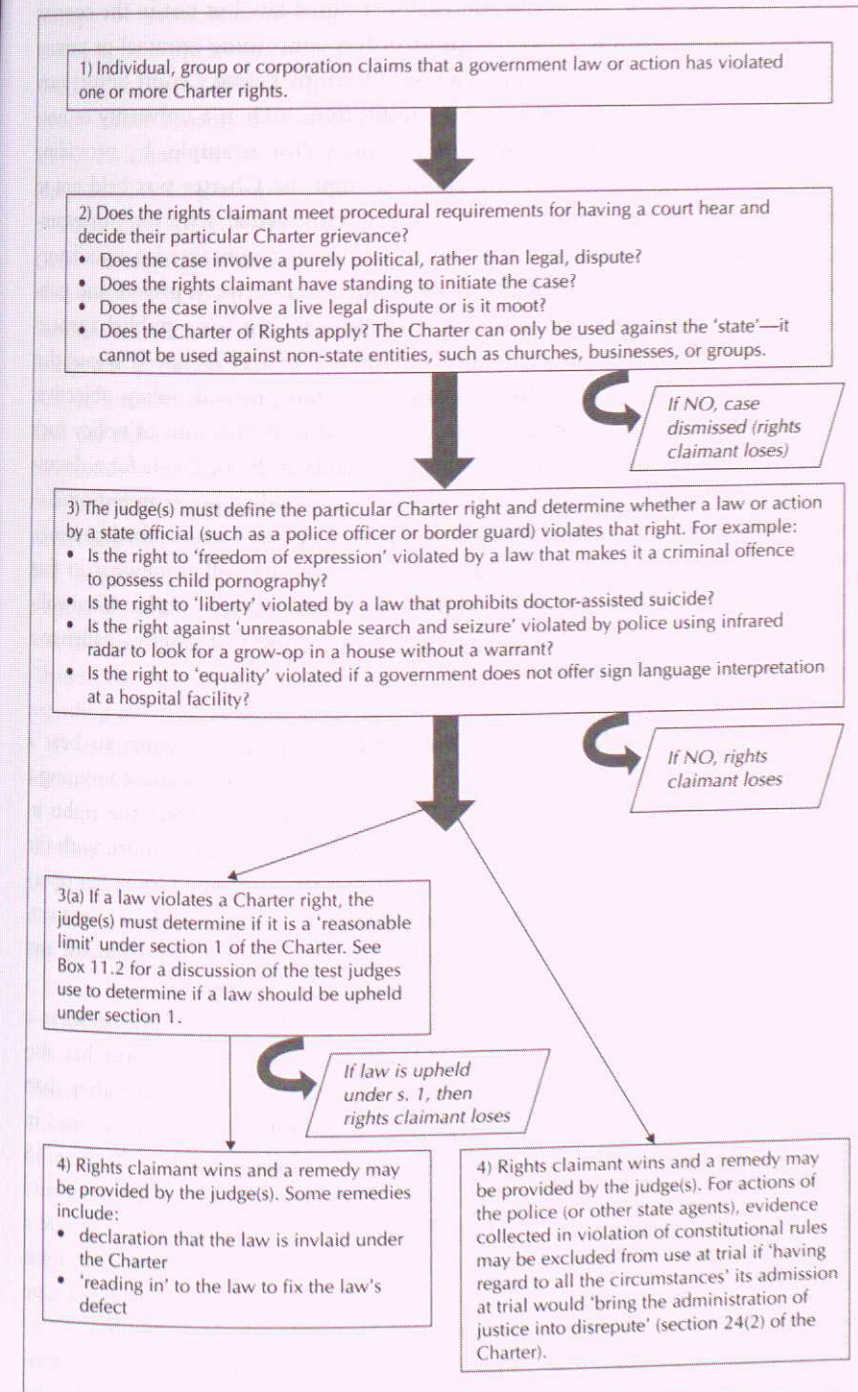 1) Individual, group or corporation claims that a government law or action has violated
one or more Charter rights.
2) Does the rights claimant meet procedural requirements for having a court hear and
decide their particular Charter grievance?
• Does the case involve a purely political, rather than legal, dispute?
• Does the rights claimant have standing to initiate the case?
• Does the case involve a live legal dispute or is it moot?
• Does the Charter of Rights apply? The Charter can only be used against the ‘state’—it
cannot be used against non-state entities, such as churches, businesses, or groups.
If NO, case
dismissed (rights
claimant loses)
3) The judge(s) must define the particular Charter right and determine whether a law or action
by a state official (such as a police officer or border guard) violates that right. For example:
• Is the right to ‘freedom of expression’ violated by a law that makes it a criminal offence
to possess child pornography?
• Is the right to ‘liberty’ violated by a law that prohibits doctor-assisted suicide?
• Is the right against ‘unreasonable search and seizure’ violated by police using infrared
radar to look for a grow-op in a house without a warrant?
• Is the right to ‘equality’ violated if a government does not offer sign language interpretation
at a hospital facility?
If NO, rights
claimant loses
3(a) If a law violates a Charter right, the
judge(s) must determine if it is a ‘reasonable
limit’ under section 1 of the Charter. See
Box 11.2 for a discussion of the test judges
use to determine if a law should be upheld
under section 1.
If law is upheld
under s. 1, then
rights claimant loses
4) Rights claimant wins and a remedy may
be provided by the judge(s). Some remedies
include:
• declaration that the law is invlaid under
the Charter
• ‘reading in’ to the law to fix the law’s
defect
4) Rights claimant wins and a remedy may
be provided by the judge(s). For actions of
the police (or other state agents), evidence
collected in violation of constitutional rules
may be excluded from use at trial if ‘having
regard to all the circumstances’ its admission
at trial would ‘bring the administration of
justice into disrepute’ (section 24(2) of the
Charter).